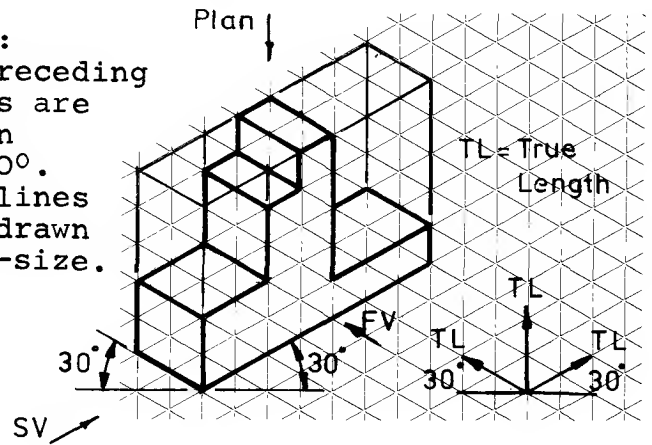 Plan
:
receding
s are
n
0°.
lines
drawn
-size.
TL = True
Length
TL
TL
TL
30°
30°
30°
30°
FV
SV